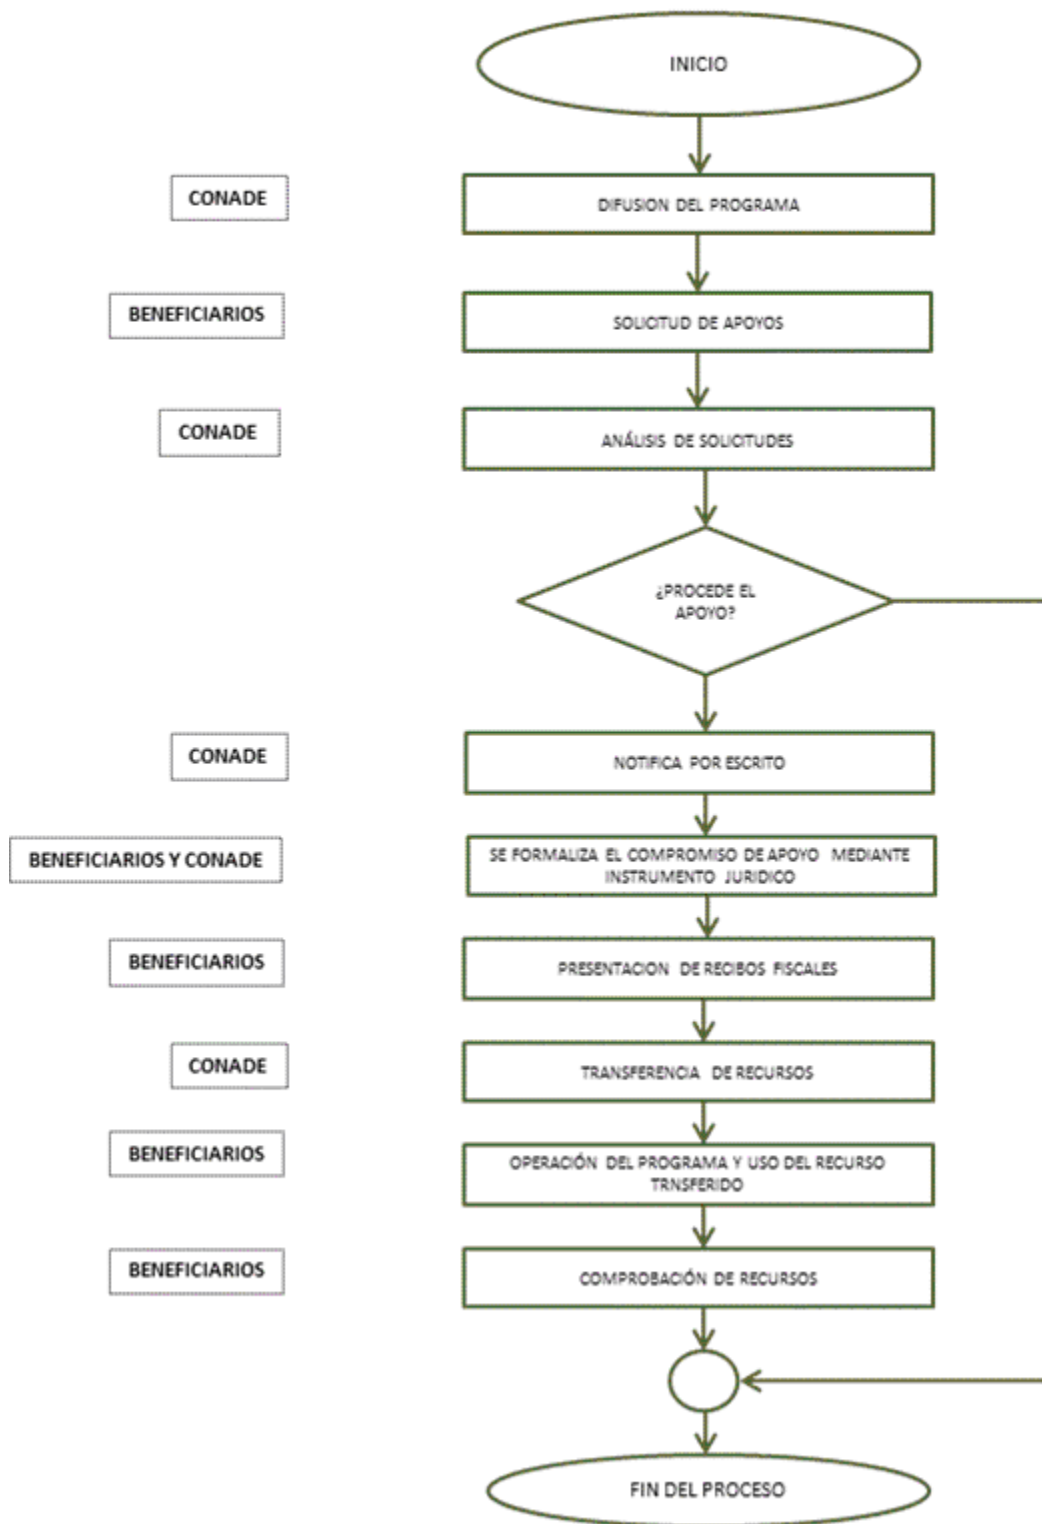 INICIO
CONADE
DIFUSION DEL PROGRAMA
BENEFICIARIOS
SOLICITUD DE APOYOS
CONADE
ANÁLISIS DE SOLICITUDES
¿PROCEDE EL
APOYO?
CONADE
NOTIFICA POR ESCRITO
BENEFICIARIOS Y CONADE
SE FORMALIZA EL COMPROMISO DE APOYO MEDIANTE
INSTRUMENTO JURIDICO
BENEFICIARIOS
PRESENTACION DE RECIBOS FISCALES
CONADE
TRANSFERENCIA DE RECURSOS
BENEFICIARIOS
OPERACIÓN DEL PROGRAMA Y USO DEL RECURSO
TRNSFERIDO
BENEFICIARIOS
COMPROBACIÓN DE RECURSOS
FIN DEL PROCESO